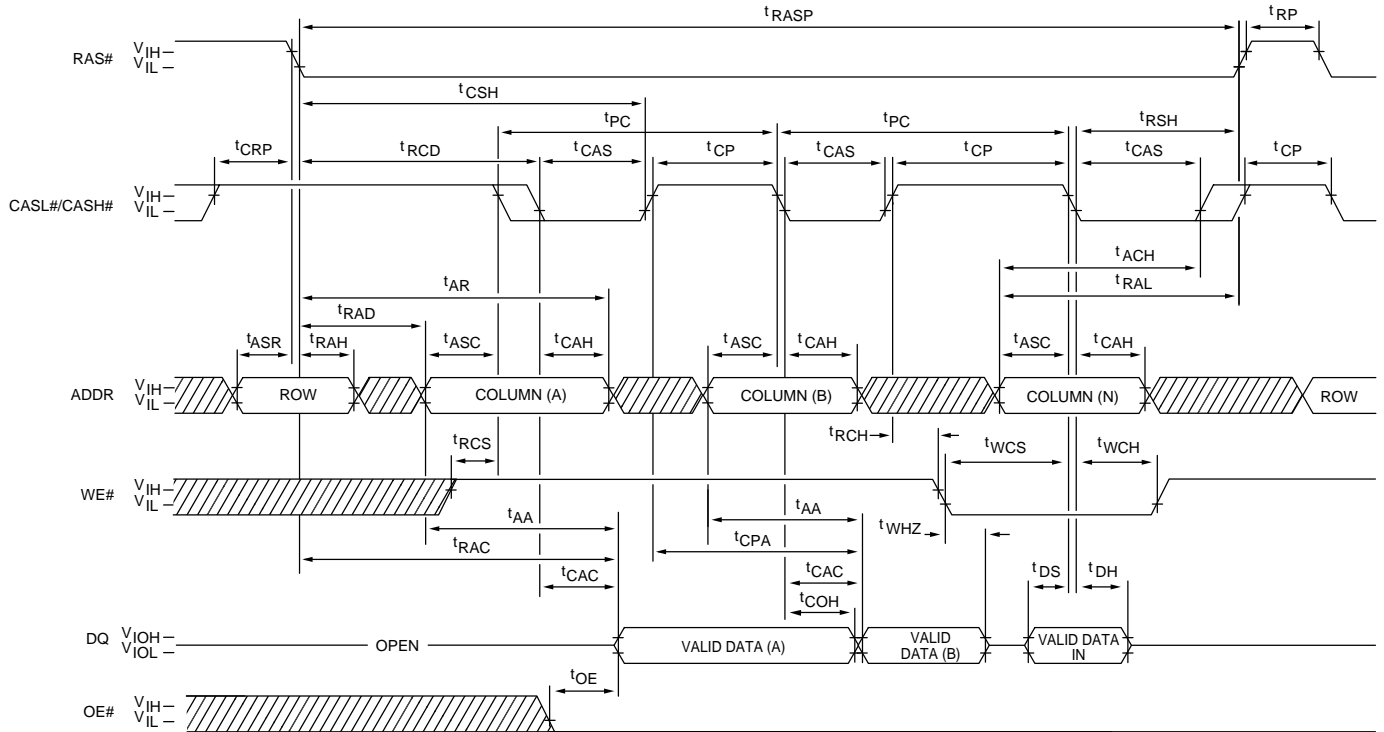 tRASP tRP
RAS# VIH VIL
tCSH
tPC tPC tRSH
tCRP tRCD tCAS tCP tCAS tCP tCAS tCP
CASL#/CASH# VIH VIL
tACH
tAR tRAL
tRAD
tASR tRAH tASC tCAH tASC tCAH tASC tCAH
ADDR VIH VIL ROW COLUMN (A) COLUMN (B) COLUMN (N) ROW
tRCH
tRCS tWCS tWCH
WE# VIH VIL
tAA tAA
tWHZ
tRAC tCPA
tCAC tCAC tDS tDH
tCOH
DQ VIOH VIOL OPEN VALID DATA (A) VALID DATA (B) VALID DATA IN
tOE
OE# VIH VIL